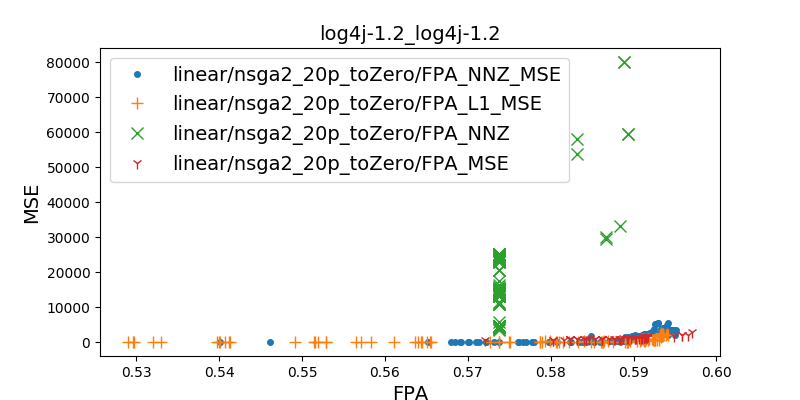 log4j-1.2_log4j-1.2
linear/nsga2_20p_toZero/FPA_NNZ_MSE
linear/nsga2_20p_toZero/FPA_L1_MSE
linear/nsga2_20p_toZero/FPA_NNZ
linear/nsga2_20p_toZero/FPA_MSE
MSE
80000
70000
60000
50000
40000
30000
20000
10000
0
0.53 0.54 0.55 0.56 0.57 0.58 0.59 0.60
FPA